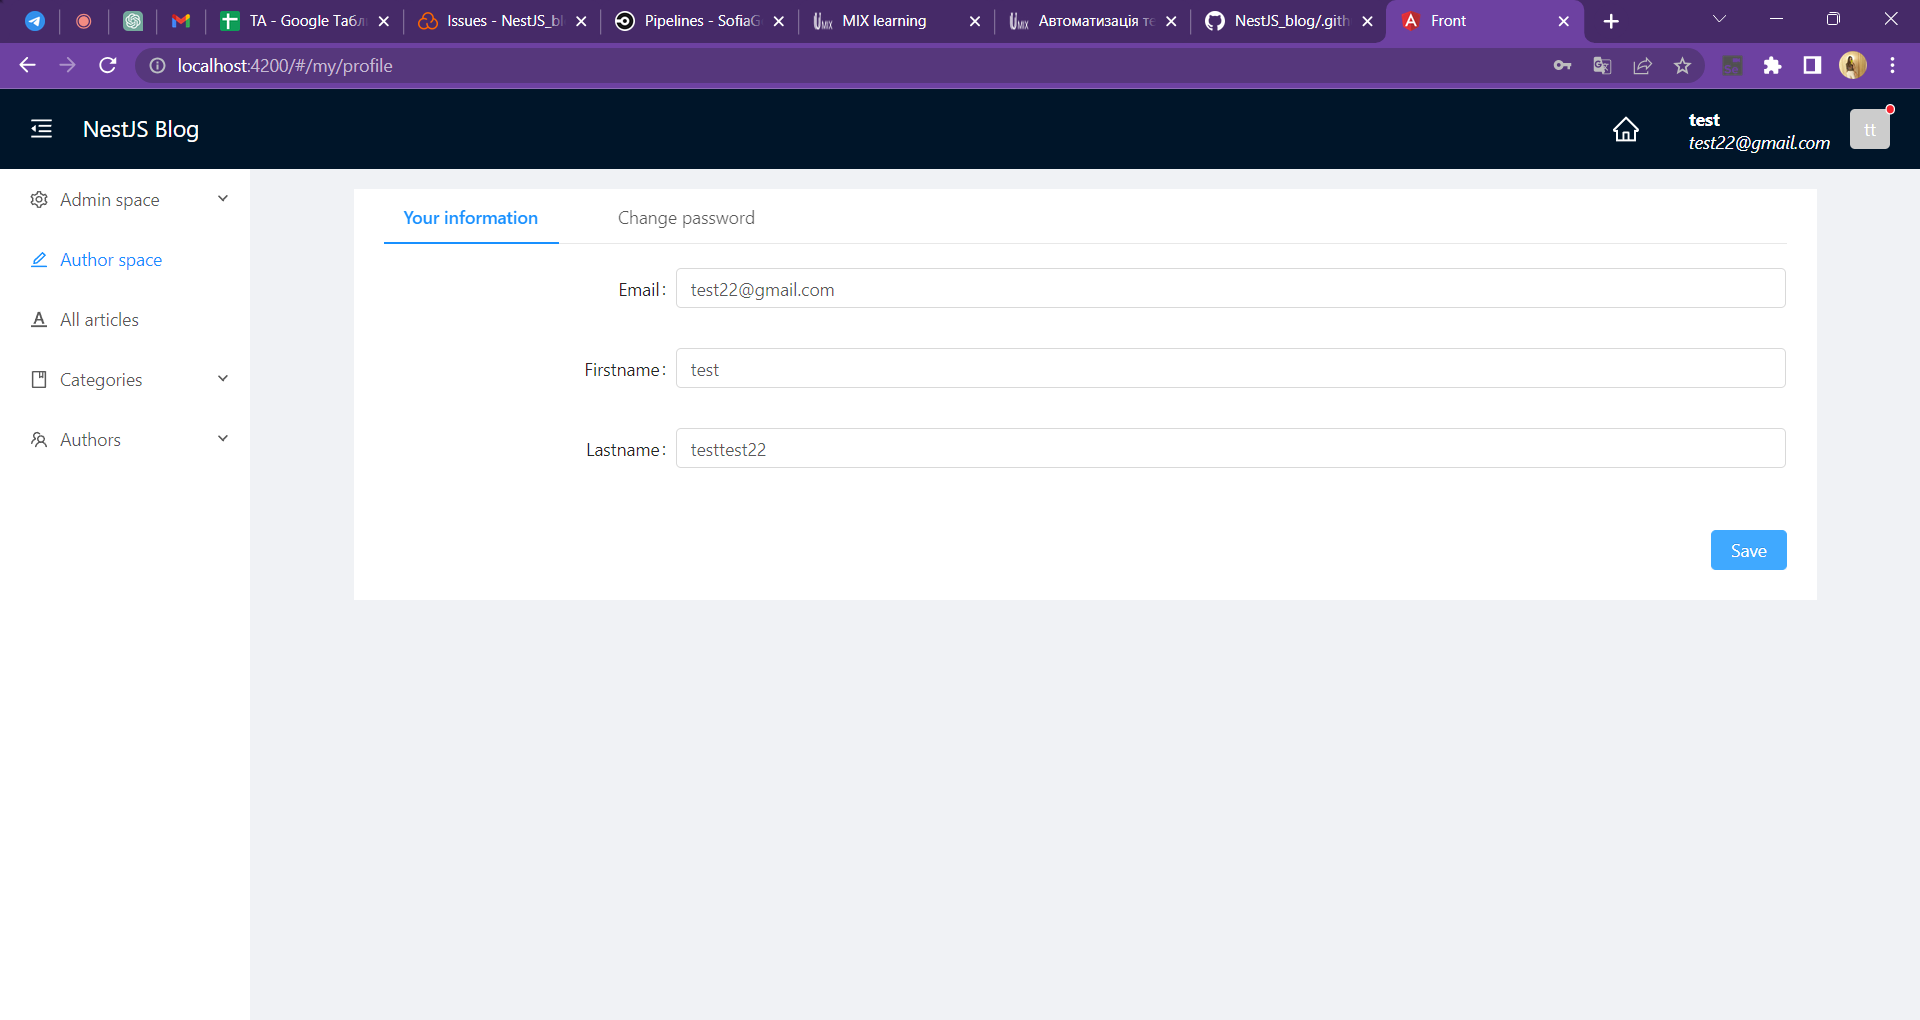 TA - Google Табл
Issues - NestJS_bl
Pipelines - SofiaG
MIX learning
Автоматизація те
NestJS_blog/.gith
Front
localhost:4200/#/my/profile
NestJS Blog
test
test22@gmail.com
tt
Admin space
Author space
All articles
Categories
Authors
Your information
Change password
Email:
test22@gmail.com
Firstname:
test
Lastname:
testtest22
Save